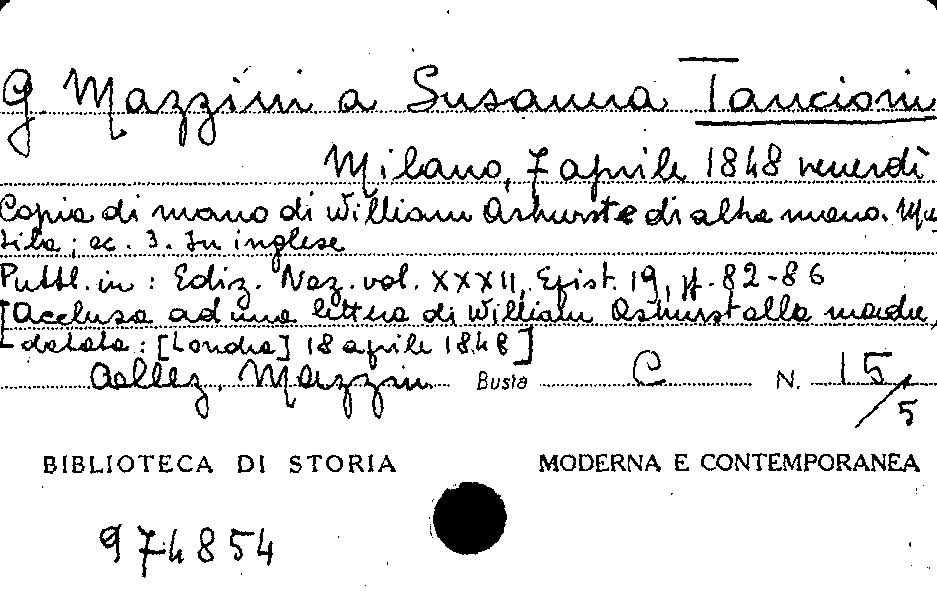 G. Mazzini a Susanna Tancioni
Milano, 7 aprile 1848 venerdì
Copia di mano di William Ashurst e di altra mano. Mu
tila; cc. 3. In inglese
Pubbl. in: Ediz. Naz. vol. XXXII, Epist. 19, pp. 82-86
[Acclusa ad una lettera di William Ashurst alla madre,
datata: [Londra] 18 aprile 1848]
Collez. Mazzini Busta C N. 15/5
BIBLIOTECA DI STORIA MODERNA E CONTEMPORANEA
974854